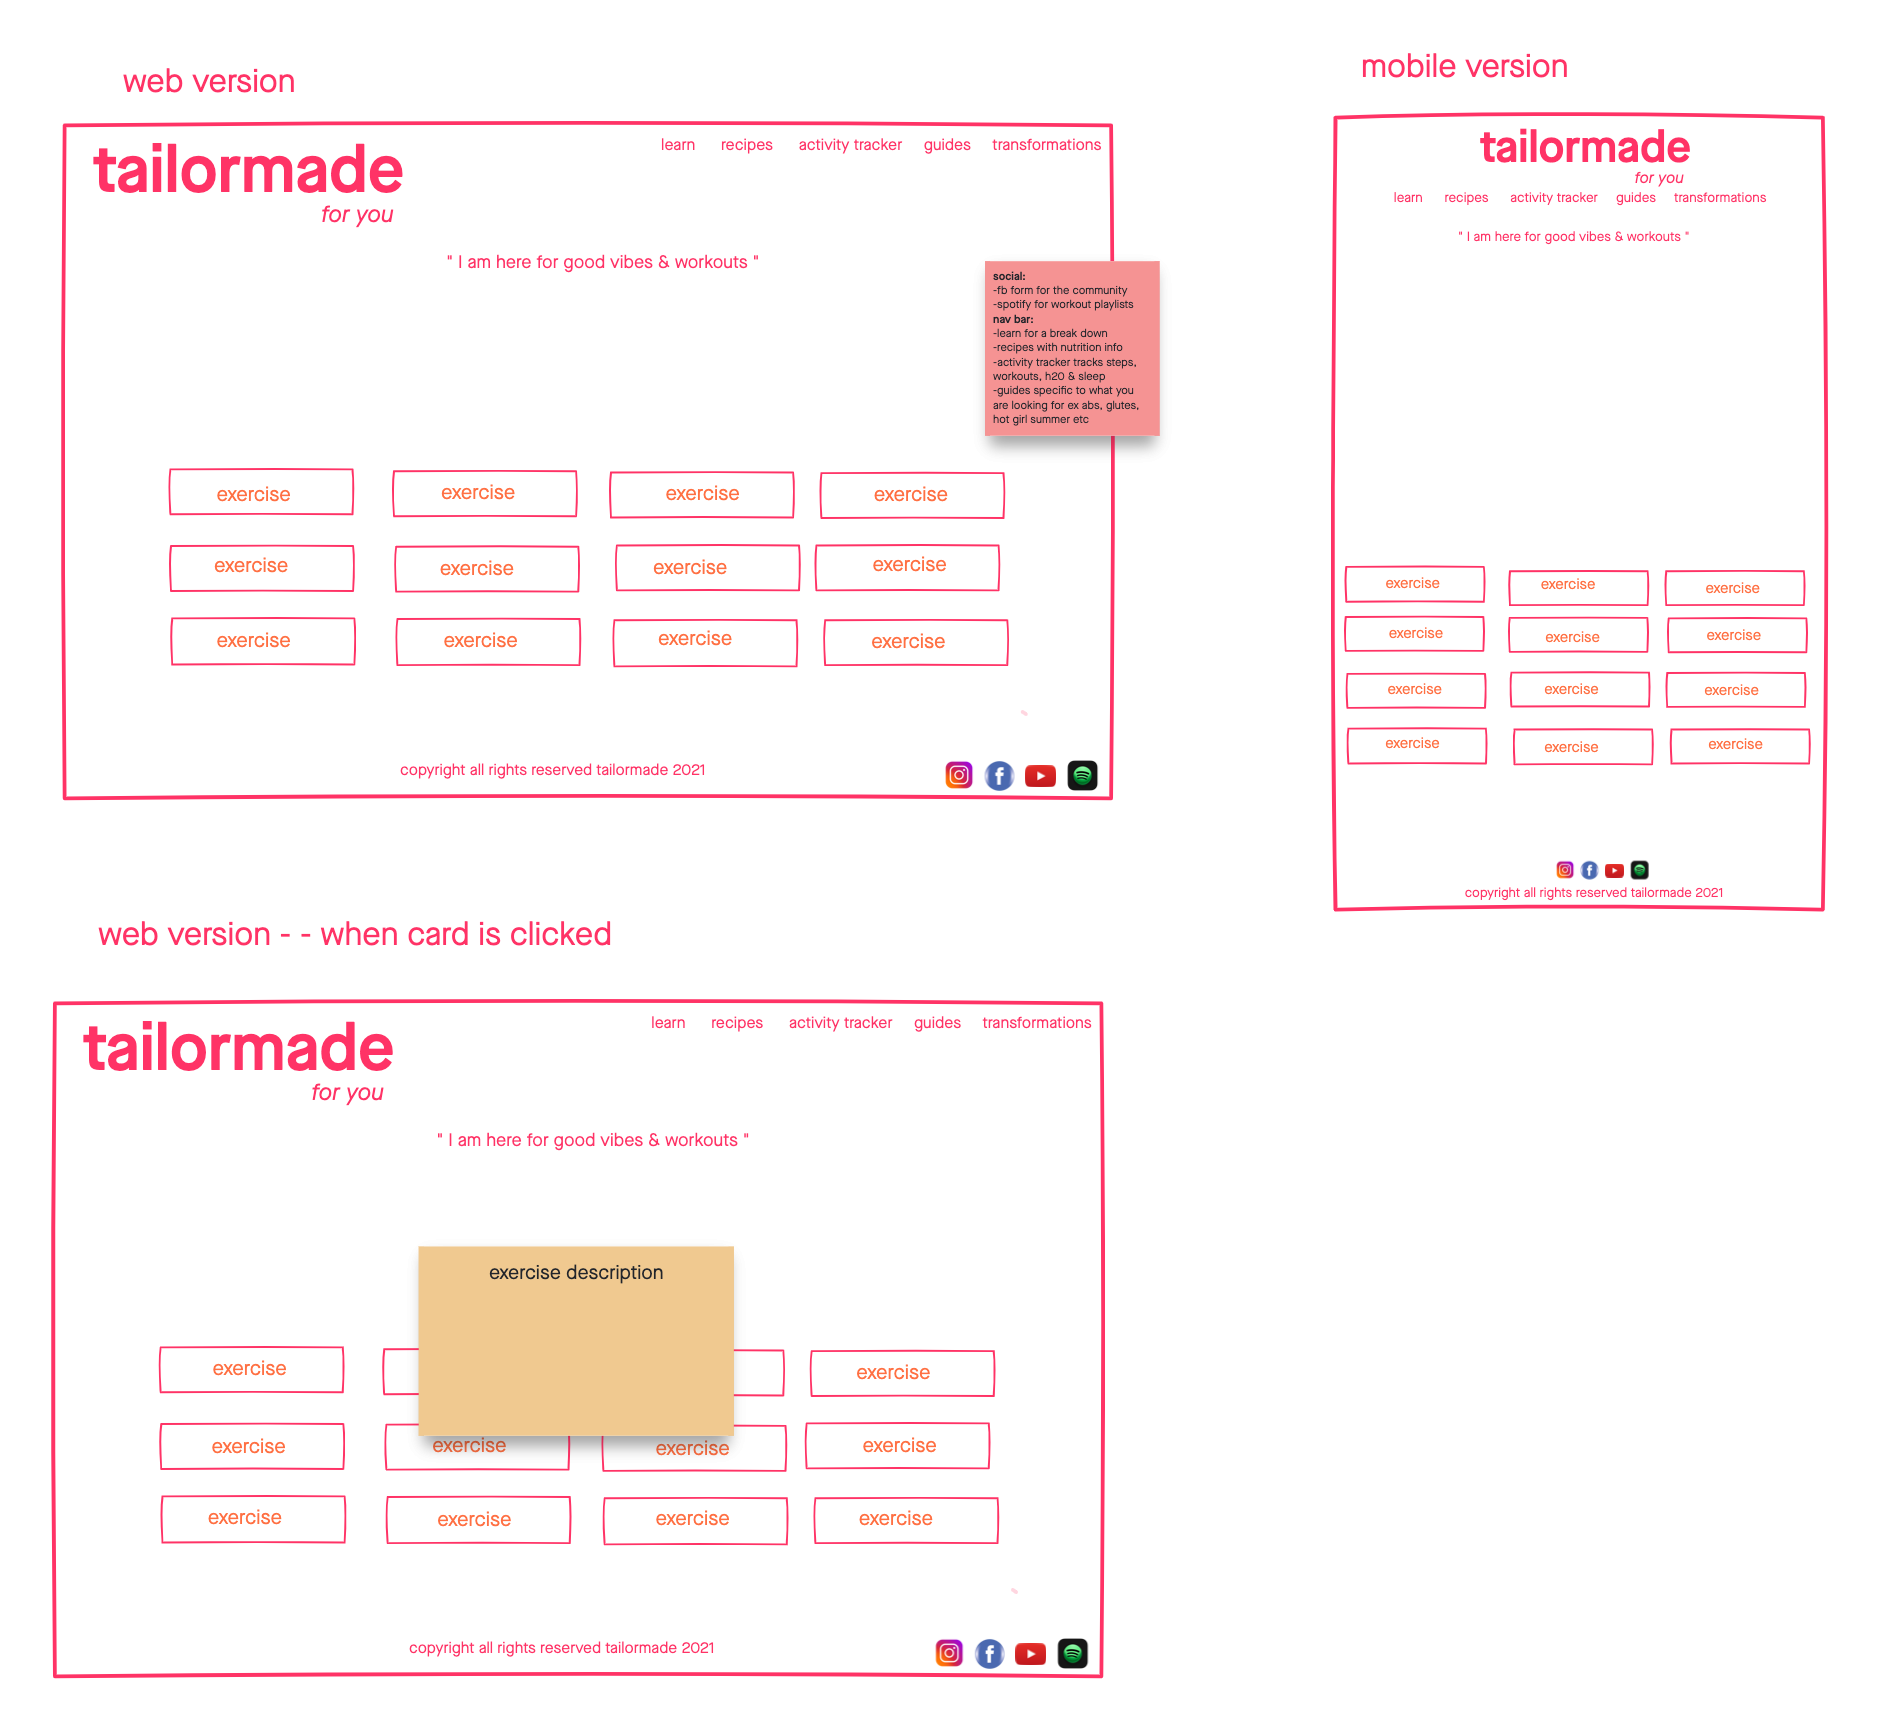 web version
tailormade
for you
learn recipes activity tracker guides transformations
" I am here for good vibes & workouts "
social:
-fb form for the community
-spotify for workout playlists
nav bar:
-learn for a break down
-recipes with nutrition info
-activity tracker tracks steps,
workouts, h20 & sleep
-guides specific to what you
are looking for ex abs, glutes,
hot girl summer etc
exercise exercise exercise exercise
exercise exercise exercise exercise
exercise exercise exercise exercise
copyright all rights reserved tailormade 2021
mobile version
tailormade
for you
learn recipes activity tracker guides transformations
" I am here for good vibes & workouts "
exercise exercise exercise
exercise exercise exercise
exercise exercise exercise
exercise exercise exercise
copyright all rights reserved tailormade 2021
web version - - when card is clicked
tailormade
for you
learn recipes activity tracker guides transformations
" I am here for good vibes & workouts "
exercise description
exercise exercise
exercise exercise exercise exercise
exercise exercise exercise exercise
copyright all rights reserved tailormade 2021